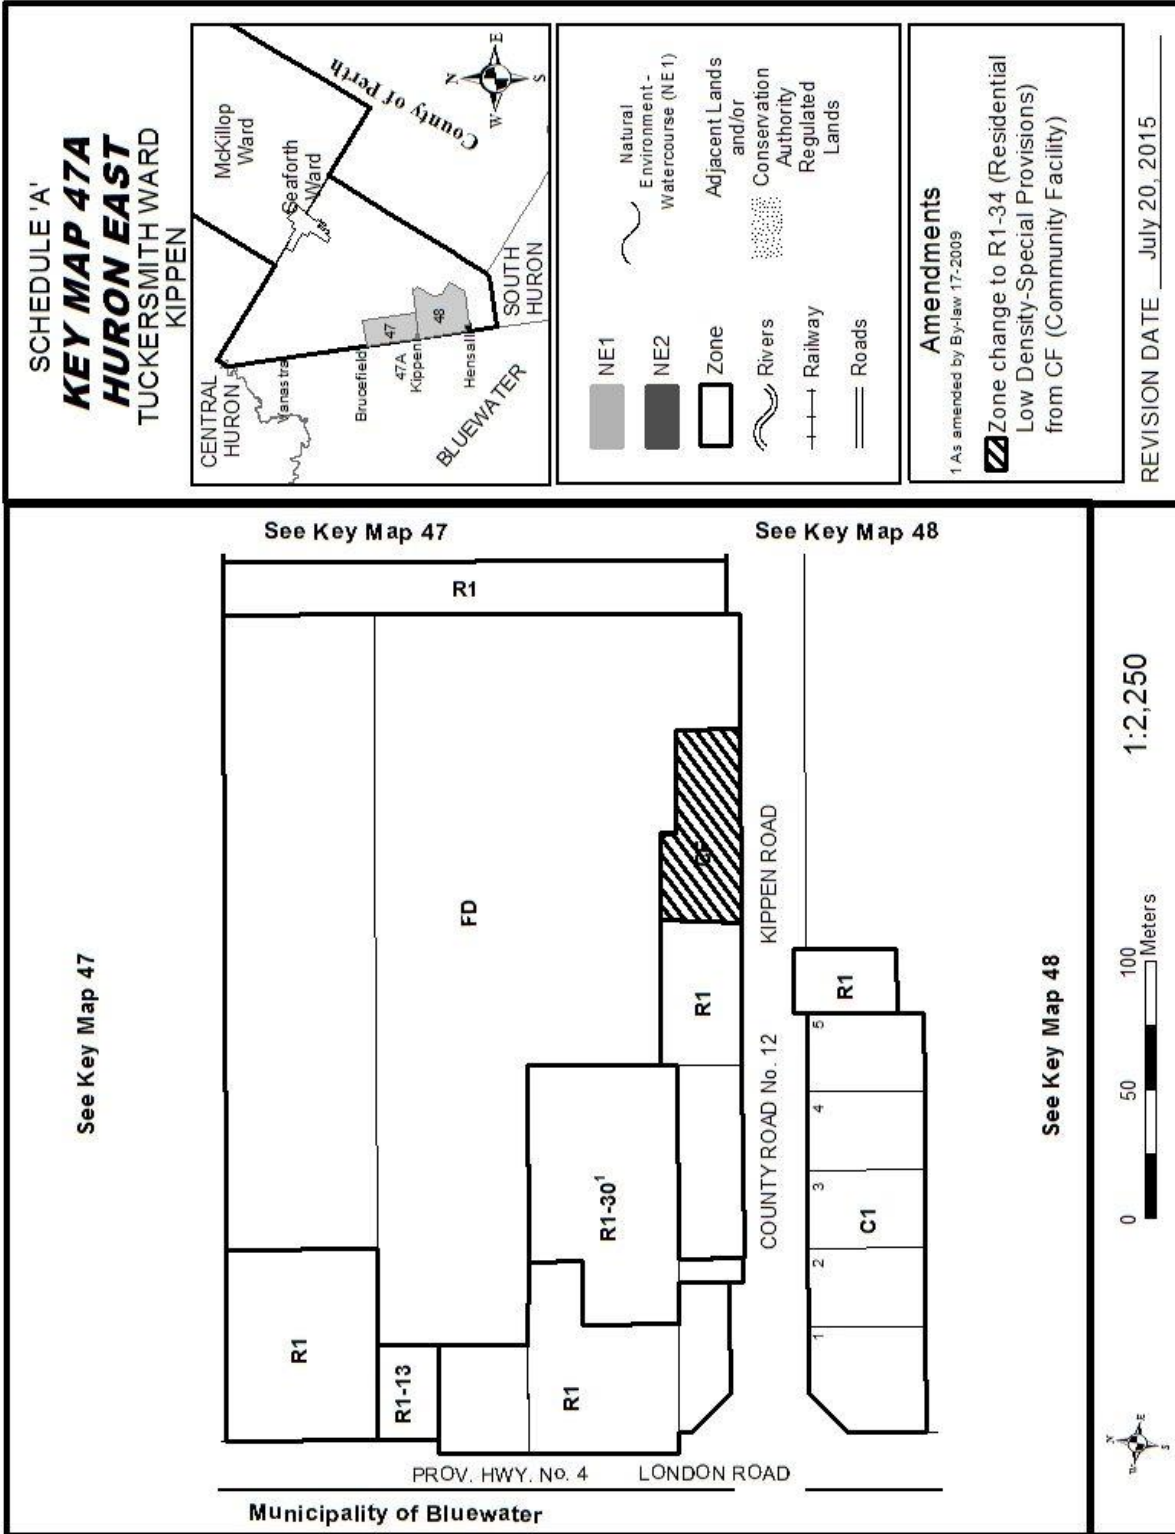 SCHEDULE 'A'
KEY MAP 47A
HURON EAST
TUCKERSMITH WARD
KIPPEN
McKillop
Ward
Seaforth
Ward
County of Perth
N
E
S
W
CENTRAL
HURON
Vanastra
Brucefield
47
47A
Kippen
48
Hensall
SOUTH
HURON
BLUEWATER
NE1
NE2
Zone
Rivers
Railway
Roads
Natural
Environment -
Watercourse (NE1)
Adjacent Lands
and/or
Conservation
Authority
Regulated
Lands
Amendments
1 As amended by By-law 17-2009
Zone change to R1-34 (Residential
Low Density-Special Provisions)
from CF (Community Facility)
REVISION DATE July 20, 2015
See Key Map 47
See Key Map 47
See Key Map 48
See Key Map 48
R1
FD
CF
R1
R1-13
R1
R1-30¹
R1
R1
KIPPEN ROAD
COUNTY ROAD No. 12
1
2
3
4
5
C1
PROV. HWY. No. 4
LONDON ROAD
Municipality of Bluewater
0
50
100
Meters
1:2,250
N
E
S
W